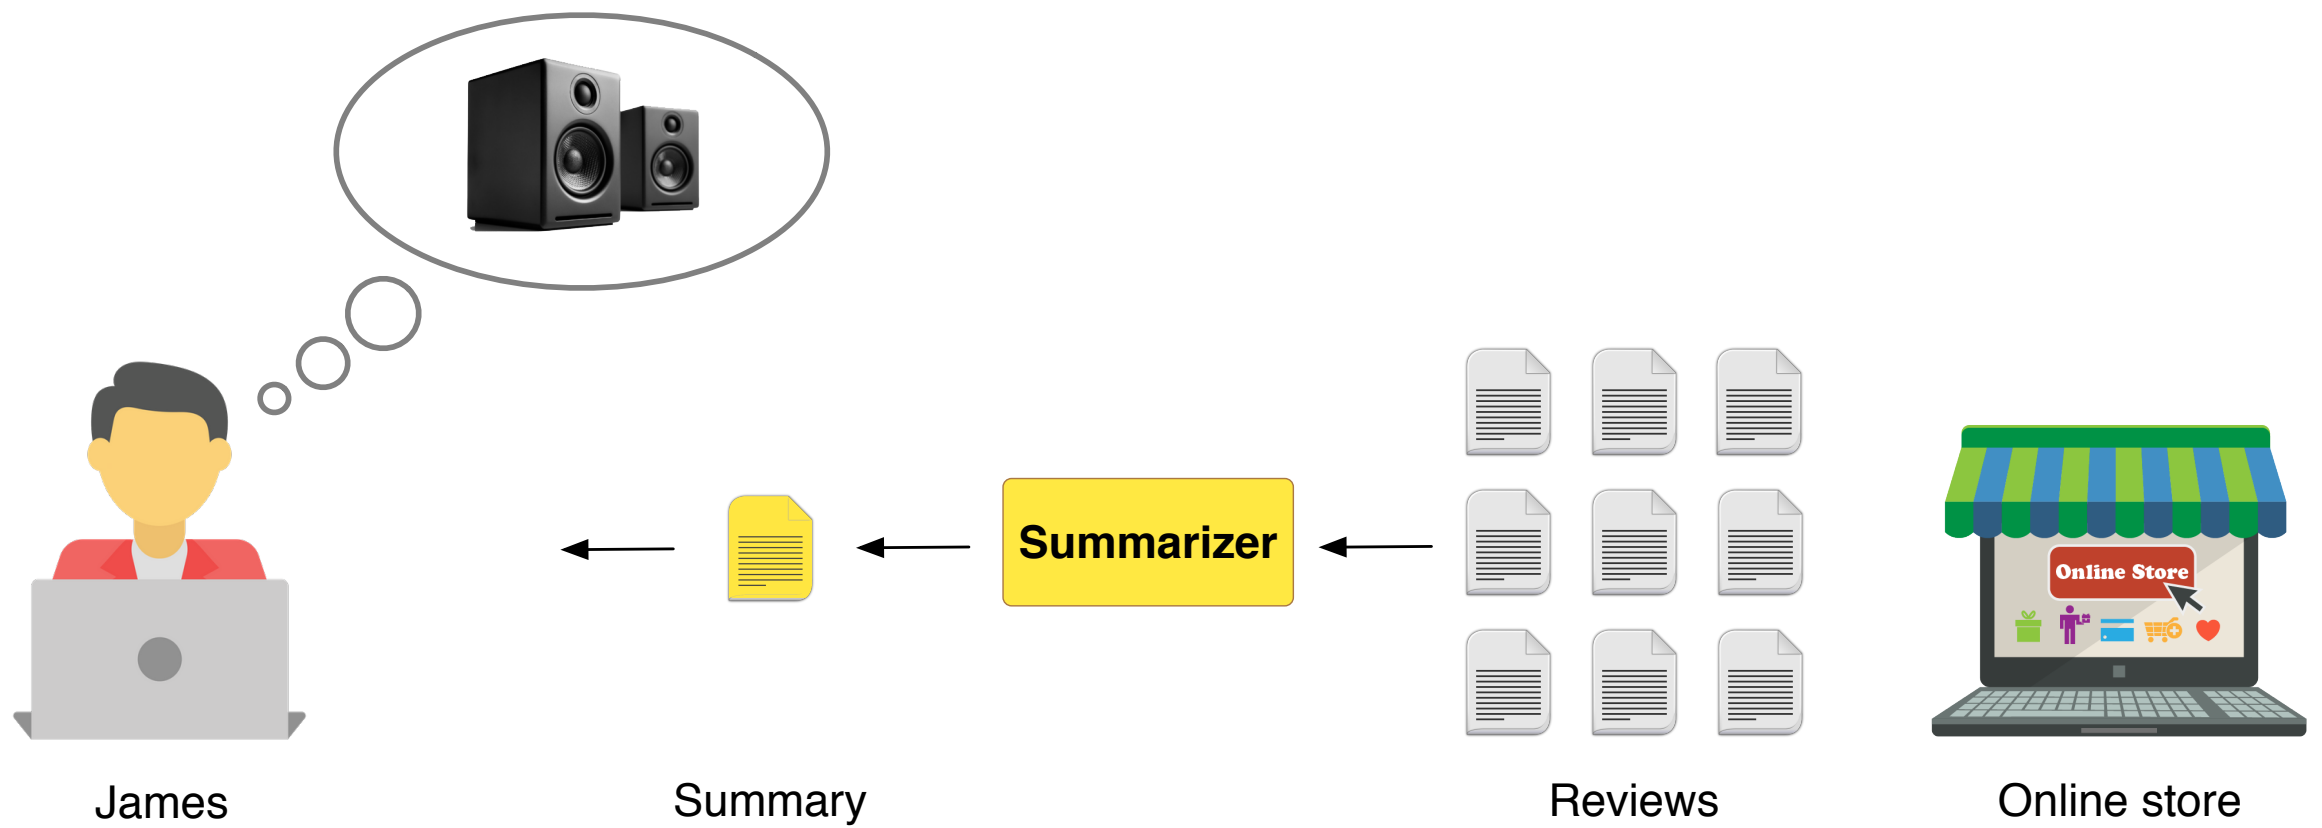 Summarizer
Online Store
James
Summary
Reviews
Online store